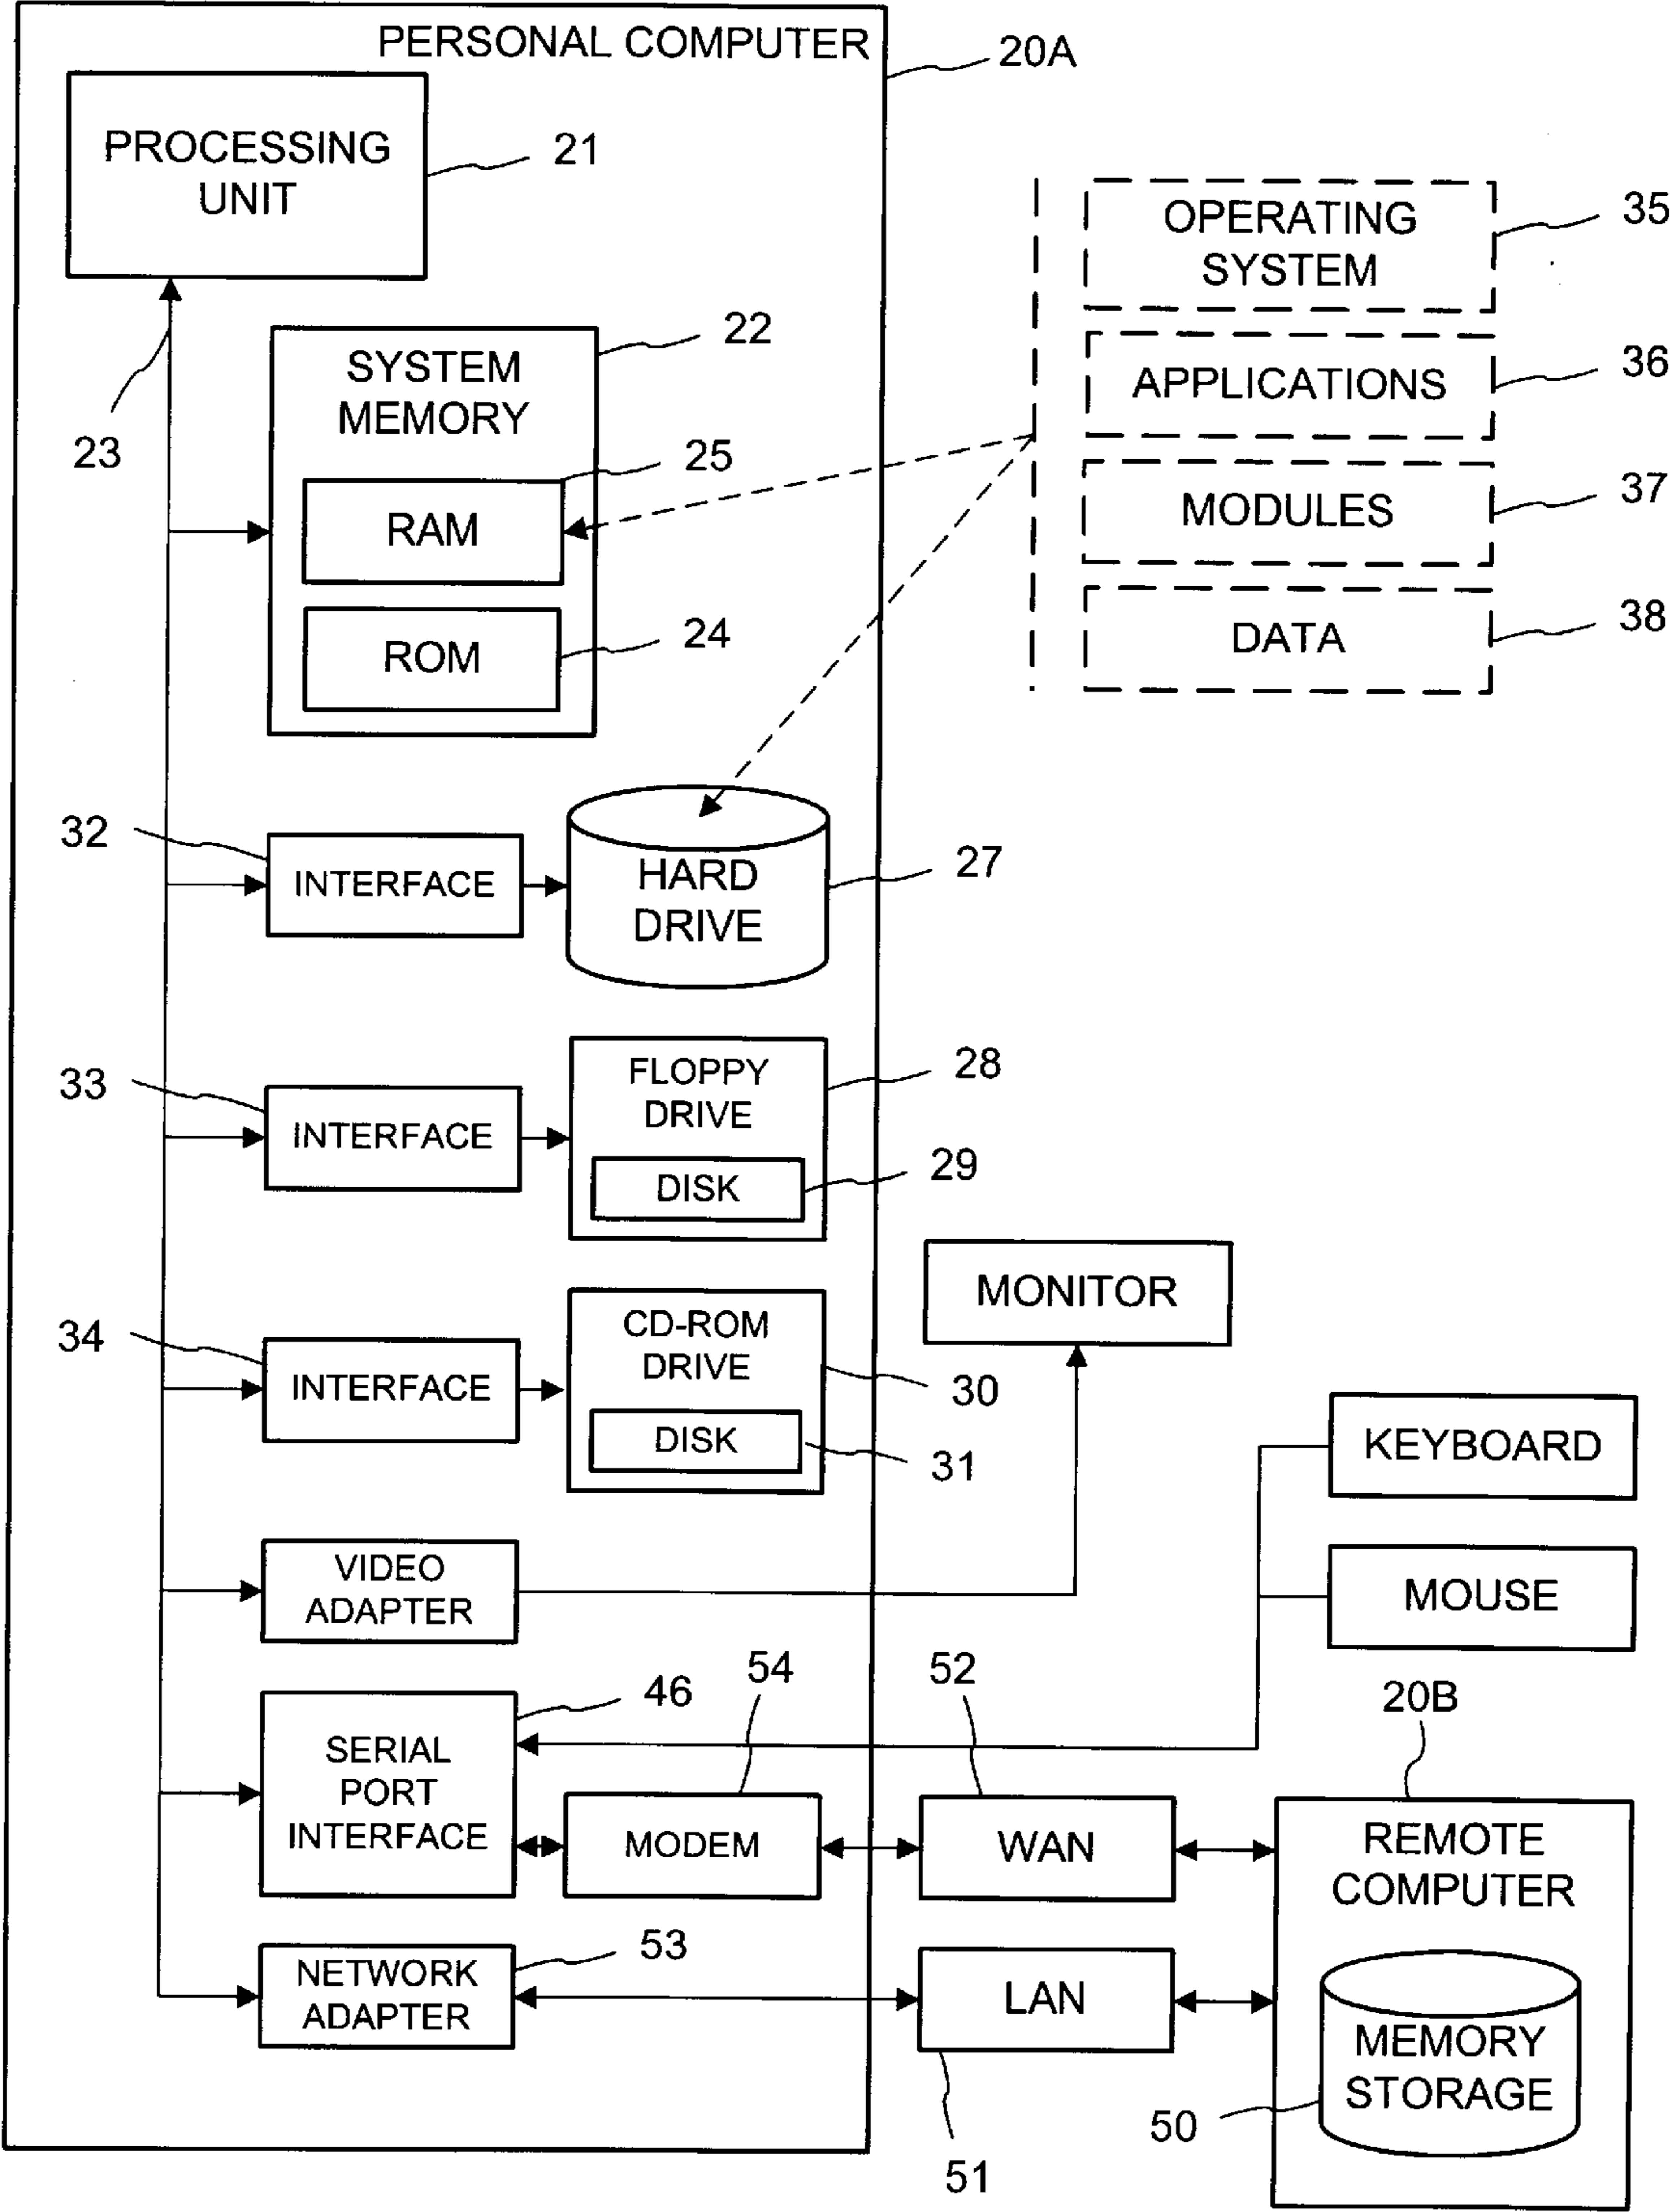 PERSONAL COMPUTER
20A
PROCESSING
UNIT
21
23
22
SYSTEM
MEMORY
25
RAM
24
ROM
OPERATING
SYSTEM
35
APPLICATIONS
36
MODULES
37
DATA
38
32
INTERFACE
HARD
DRIVE
27
33
INTERFACE
FLOPPY
DRIVE
28
DISK
29
34
INTERFACE
CD-ROM
DRIVE
30
DISK
31
MONITOR
KEYBOARD
MOUSE
VIDEO
ADAPTER
46
SERIAL
PORT
INTERFACE
54
MODEM
52
WAN
20B
REMOTE
COMPUTER
53
NETWORK
ADAPTER
LAN
51
MEMORY
STORAGE
50